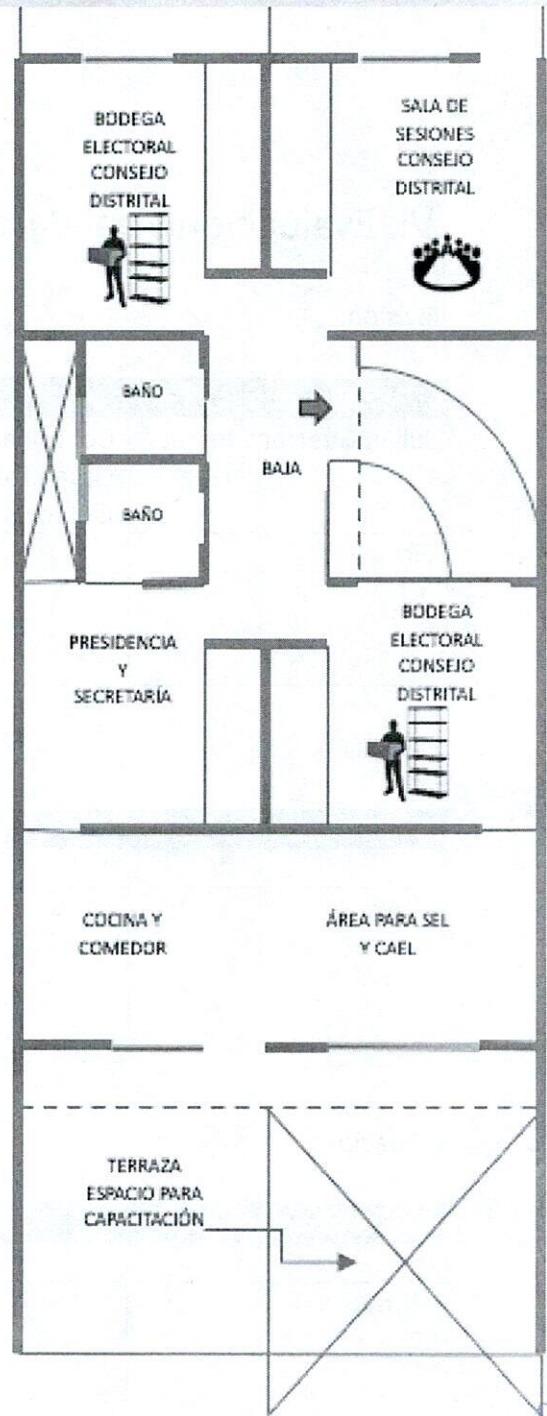 BODEGA
ELECTORAL
CONSEJO
DISTRITAL
SALA DE
SESIONES
CONSEJO
DISTRITAL
BAÑO
BAJA
BAÑO
PRESIDENCIA
Y
SECRETARÍA
BODEGA
ELECTORAL
CONSEJO
DISTRITAL
COCINA Y
COMEDOR
ÁREA PARA SEL
Y CAEL
TERRAZA
ESPACIO PARA
CAPACITACIÓN